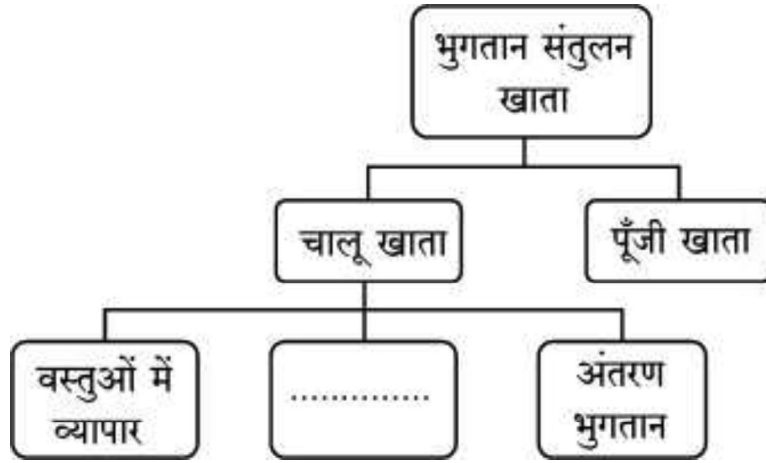 भुगतान संतुलन
खाता
चालू खाता
पूँजी खाता
वस्तुओं में
व्यापार
..............
अंतरण
भुगतान